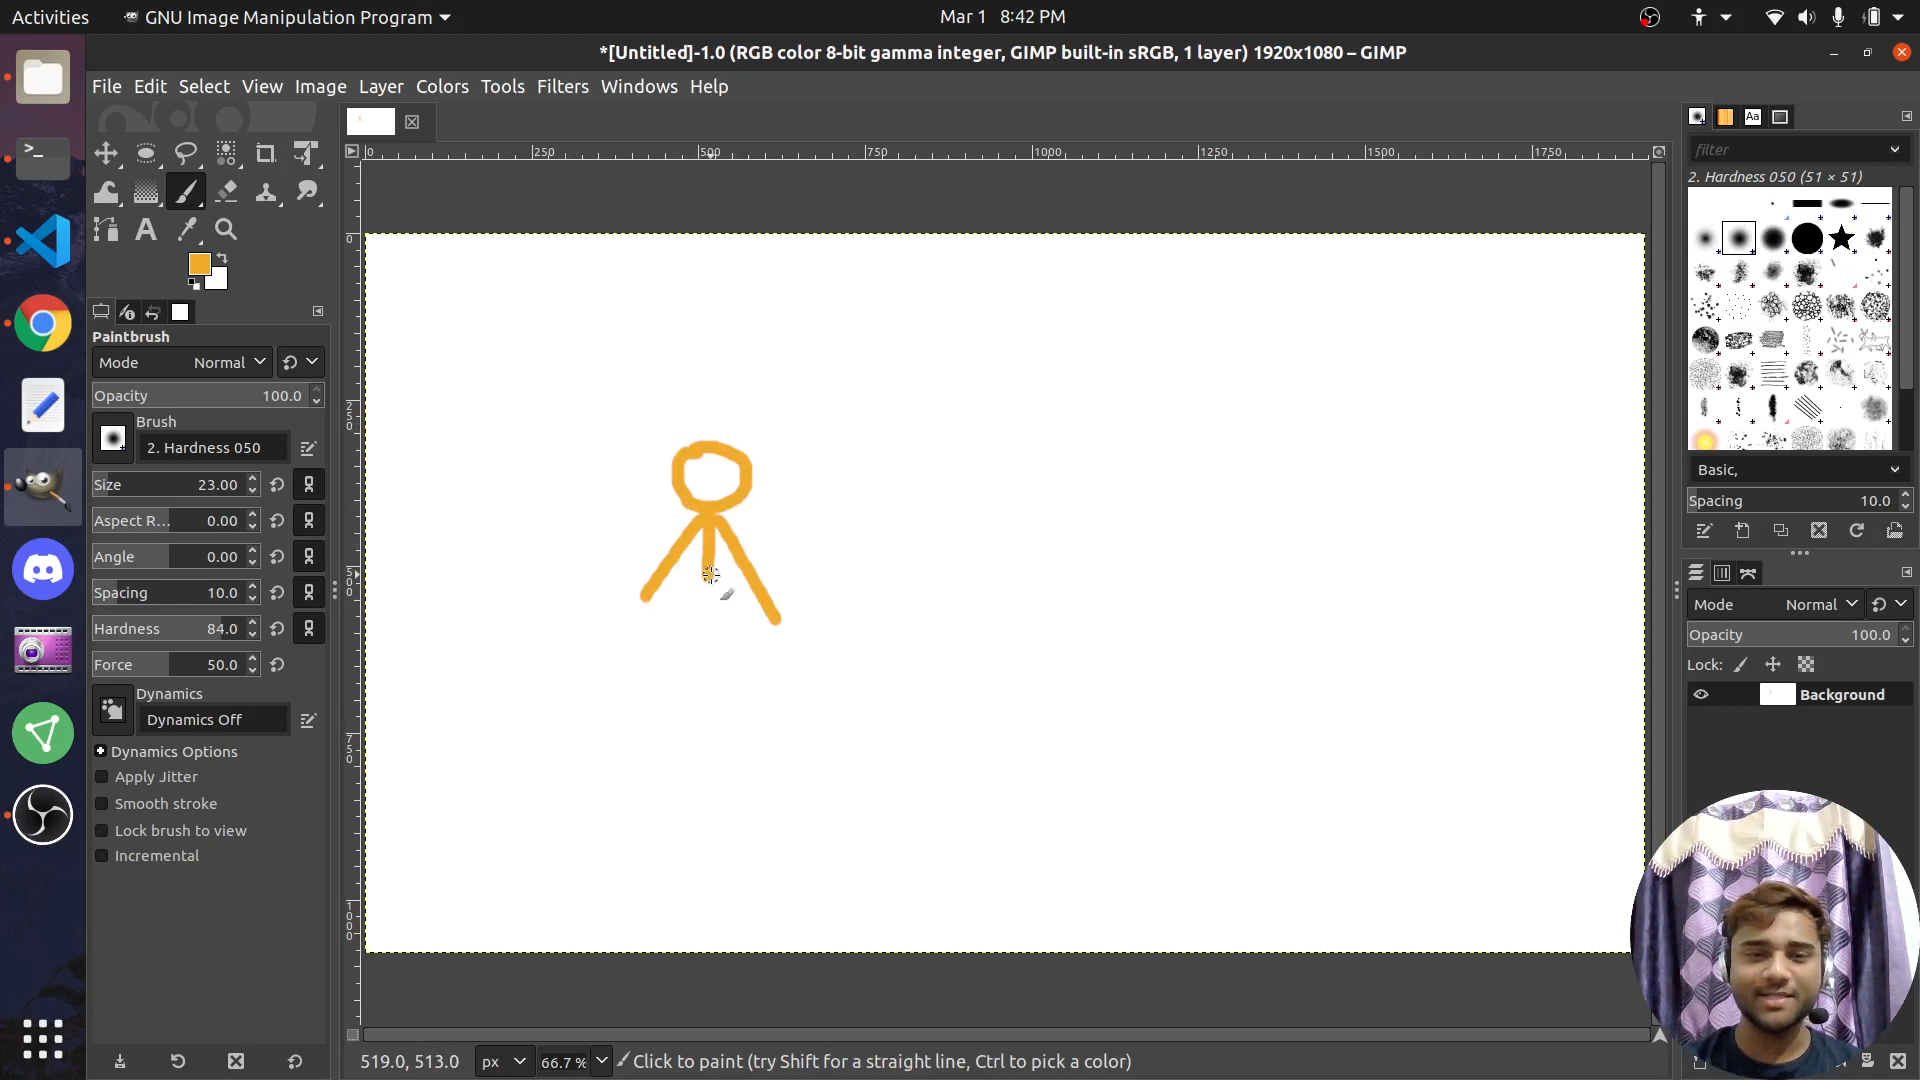 Activities GNU Image Manipulation Program Mar 1 8:42 PM
*[Untitled]-1.0 (RGB color 8-bit gamma integer, GIMP built-in sRGB, 1 layer) 1920x1080 – GIMP
File Edit Select View Image Layer Colors Tools Filters Windows Help
0 250 500 750 1000 1250 1500 1750
0
250
500
750
1000
Paintbrush
Mode Normal
Opacity 100.0
Brush
2. Hardness 050
Size 23.00
Aspect R... 0.00
Angle 0.00
Spacing 10.0
Hardness 84.0
Force 50.0
Dynamics
Dynamics Off
Dynamics Options
Apply Jitter
Smooth stroke
Lock brush to view
Incremental
Aa
filter
2. Hardness 050 (51 × 51)
Basic,
Spacing 10.0
Mode Normal
Opacity 100.0
Lock:
Background
519.0, 513.0 px 66.7 % Click to paint (try Shift for a straight line, Ctrl to pick a color)